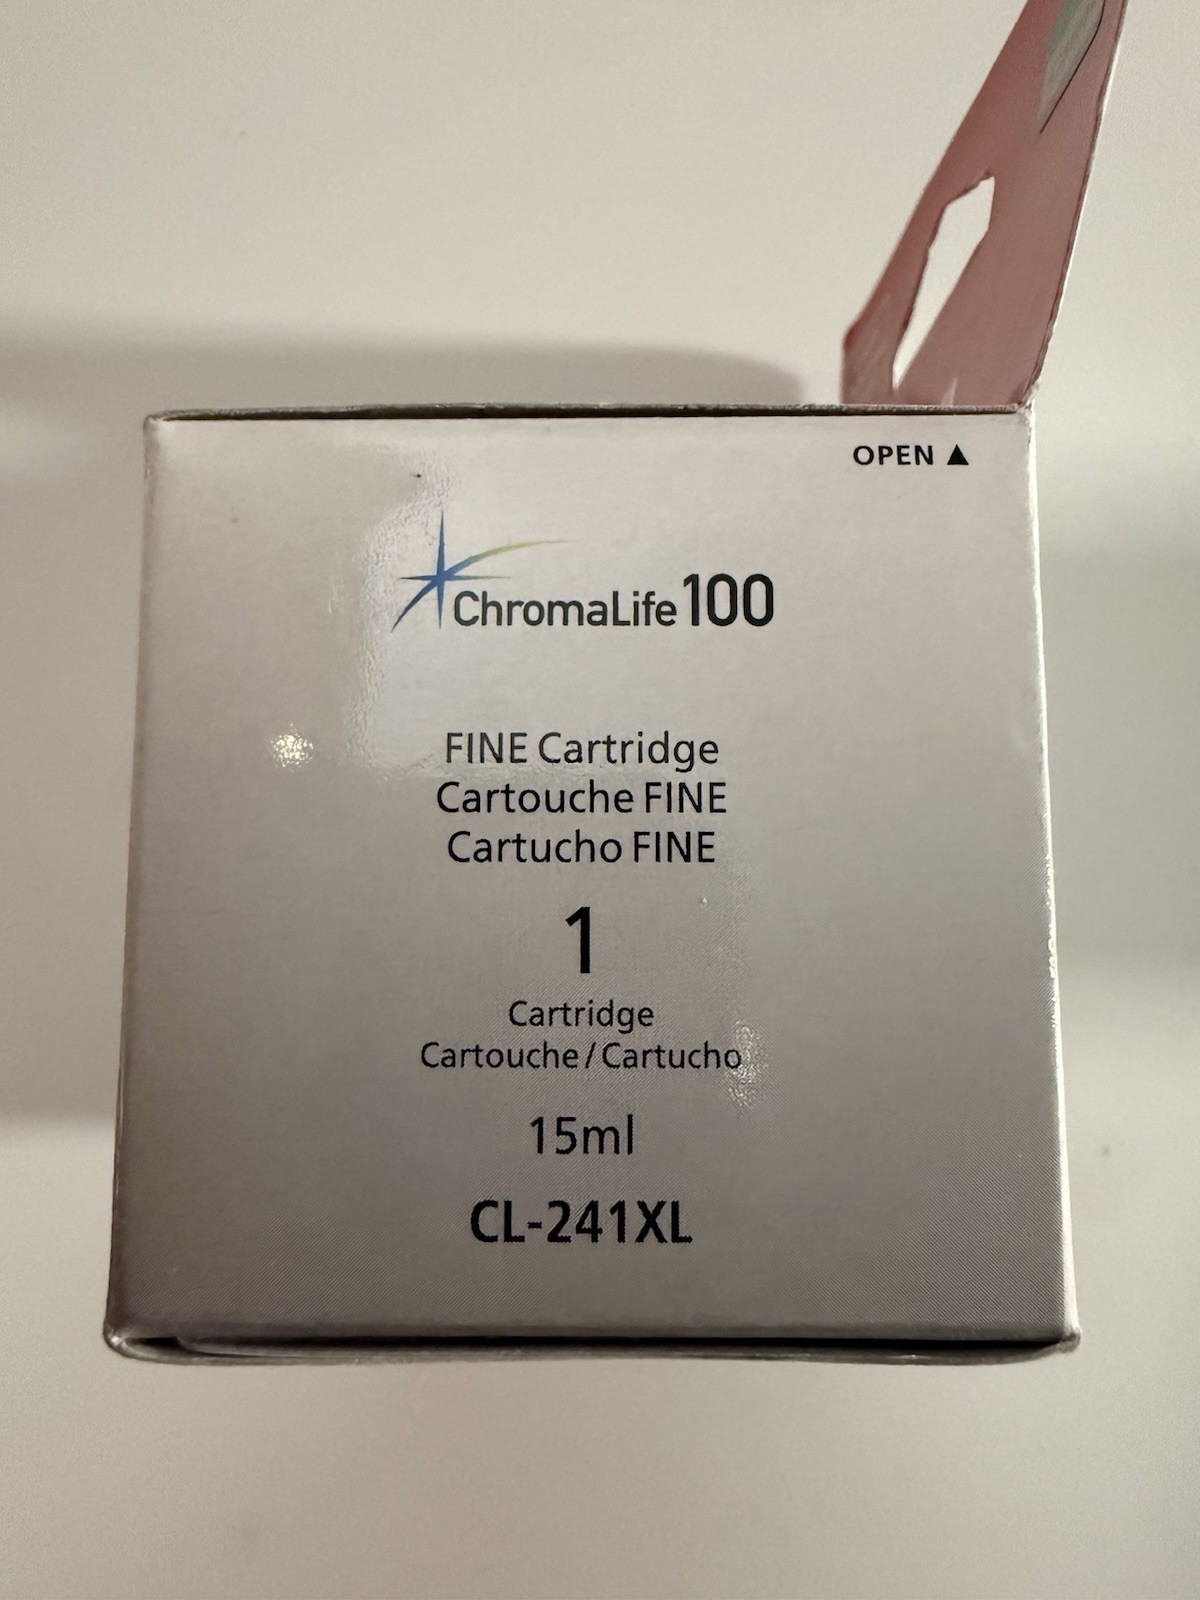 OPEN ▲
ChromaLife100
FINE Cartridge
Cartouche FINE
Cartucho FINE
1
Cartridge
Cartouche/Cartucho
15ml
CL-241XL